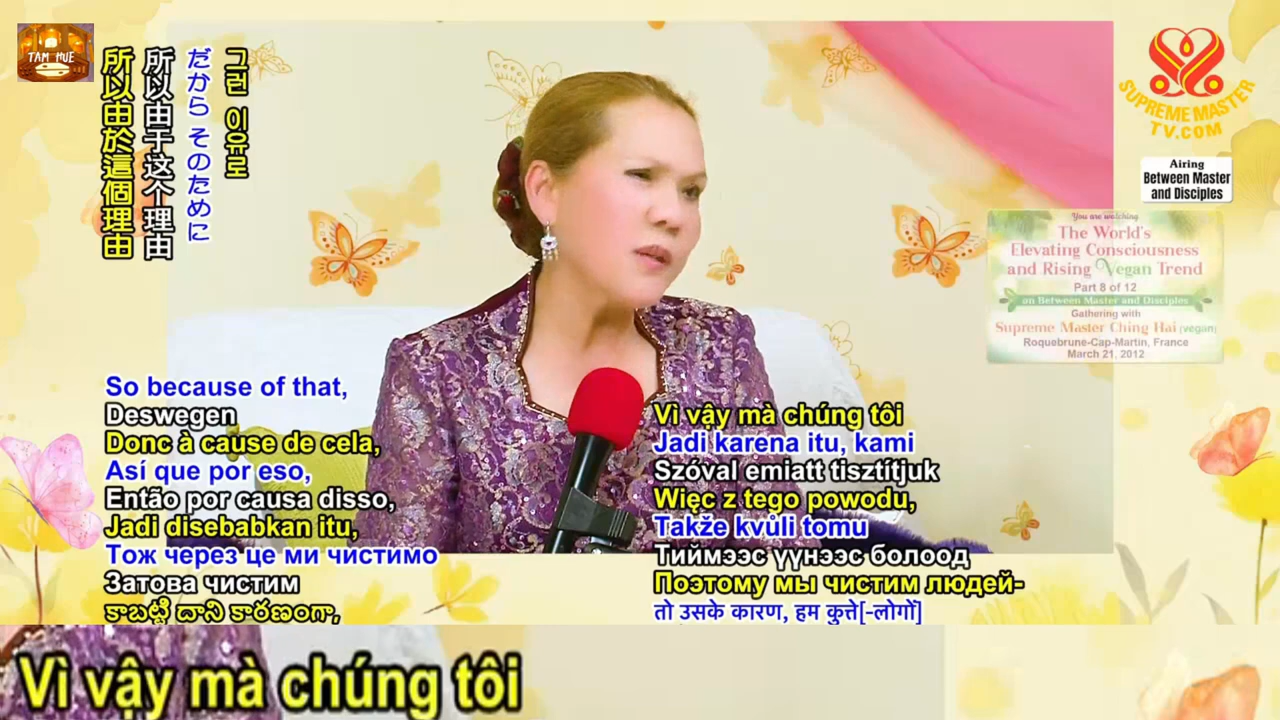 TAM HUE
所以由於這個理由
所以由于这个理由
だから そのために
그런 이유로
SUPREME MASTER
TV.COM
Airing
Between Master
and Disciples
You are watching
The World's
Elevating Consciousness
and Rising Vegan Trend
Part 8 of 12
on Between Master and Disciples
Gathering with
Supreme Master Ching Hai (vegan)
Roquebrune-Cap-Martin, France
March 21, 2012
So because of that,
Deswegen
Donc à cause de cela,
Así que por eso,
Então por causa disso,
Jadi disebabkan itu,
Тож через це ми чистимо
Затова чистим
కాబట్టి దాని కారణంగా,
Vì vậy mà chúng tôi
Jadi karena itu, kami
Szóval emiatt tisztítjuk
Więc z tego powodu,
Takže kvůli tomu
Тиймээс үүнээс болоод
Поэтому мы чистим людей-
तो उसके कारण, हम कुत्ते[-लोगों]
Vì vậy mà chúng tôi